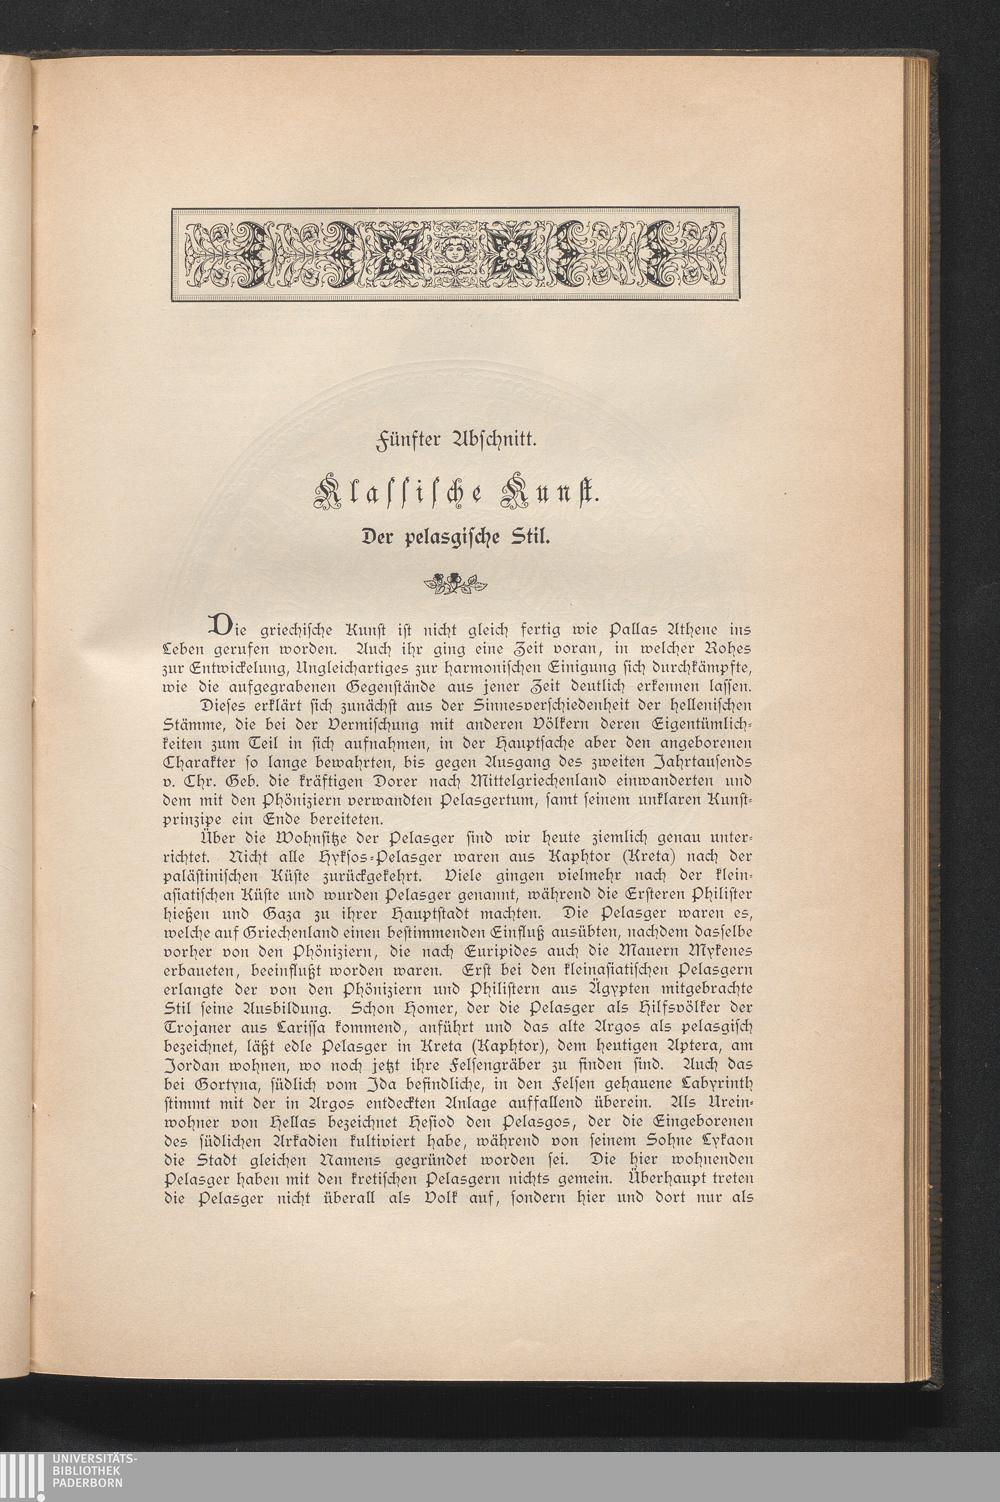 Fünfter Abschnitt.
Klassische Kunst.
Der pelasgische Stil.
Die griechische Kunst ist nicht gleich fertig wie Pallas Athene ins
Leben gerufen worden. Auch ihr ging eine Zeit voran, in welcher Rohes
zur Entwickelung, Ungleichartiges zur harmonischen Einigung sich durchkämpfte,
wie die aufgegrabenen Gegenstände aus jener Zeit deutlich erkennen lassen.
Dieses erklärt sich zunächst aus der Sinnesverschiedenheit der hellenischen
Stämme, die bei der Vermischung mit anderen Völkern deren Eigentümlich-
keiten zum Teil in sich aufnahmen, in der Hauptsache aber den angeborenen
Charakter so lange bewahrten, bis gegen Ausgang des zweiten Jahrtausends
v. Chr. Geb. die kräftigen Dorer nach Mittelgriechenland einwanderten und
dem mit den Phöniziern verwandten Pelasgertum, samt seinem unklaren Kunst-
prinzipe ein Ende bereiteten.
Über die Wohnsitze der Pelasger sind wir heute ziemlich genau unter-
richtet. Nicht alle Hyksos-Pelasger waren aus Kaphtor (Kreta) nach der
palästinischen Küste zurückgekehrt. Viele gingen vielmehr nach der klein-
asiatischen Küste und wurden Pelasger genannt, während die Ersteren Philister
hießen und Gaza zu ihrer Hauptstadt machten. Die Pelasger waren es,
welche auf Griechenland einen bestimmenden Einfluß ausübten, nachdem dasselbe
vorher von den Phöniziern, die nach Euripides auch die Mauern Mykenes
erbaueten, beeinflußt worden waren. Erst bei den kleinasiatischen Pelasgern
erlangte der von den Phöniziern und Philistern aus Ägypten mitgebrachte
Stil seine Ausbildung. Schon Homer, der die Pelasger als Hilfsvölker der
Trojaner aus Larissa kommend, anführt und das alte Argos als pelasgisch
bezeichnet, läßt edle Pelasger in Kreta (Kaphtor), dem heutigen Aptera, am
Jordan wohnen, wo noch jetzt ihre Felsengräber zu finden sind. Auch das
bei Gortyna, südlich vom Ida befindliche, in den Felsen gehauene Labyrinth
stimmt mit der in Argos entdeckten Anlage auffallend überein. Als Urein-
wohner von Hellas bezeichnet Hesiod den Pelasgos, der die Eingeborenen
des südlichen Arkadien kultiviert habe, während von seinem Sohne Lykaon
die Stadt gleichen Namens gegründet worden sei. Die hier wohnenden
Pelasger haben mit den kretischen Pelasgern nichts gemein. Überhaupt treten
die Pelasger nicht überall als Volk auf, sondern hier und dort nur als
UNIVERSITÄTS-
BIBLIOTHEK
PADERBORN